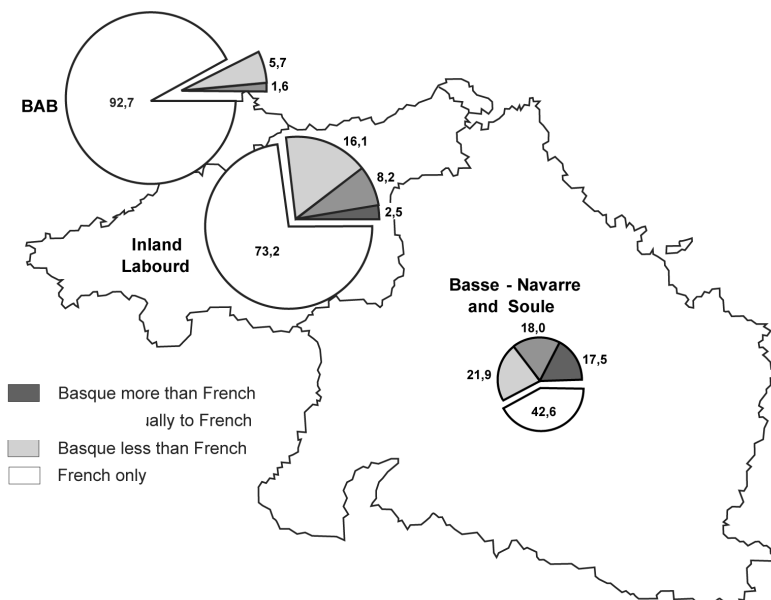 5,7
1,6
92,7
BAB
16,1
8,2
2,5
73,2
Inland
Labourd
Basse - Navarre
and Soule
18,0
17,5
21,9
42,6
Basque more than French
to French
Basque less than French
French only